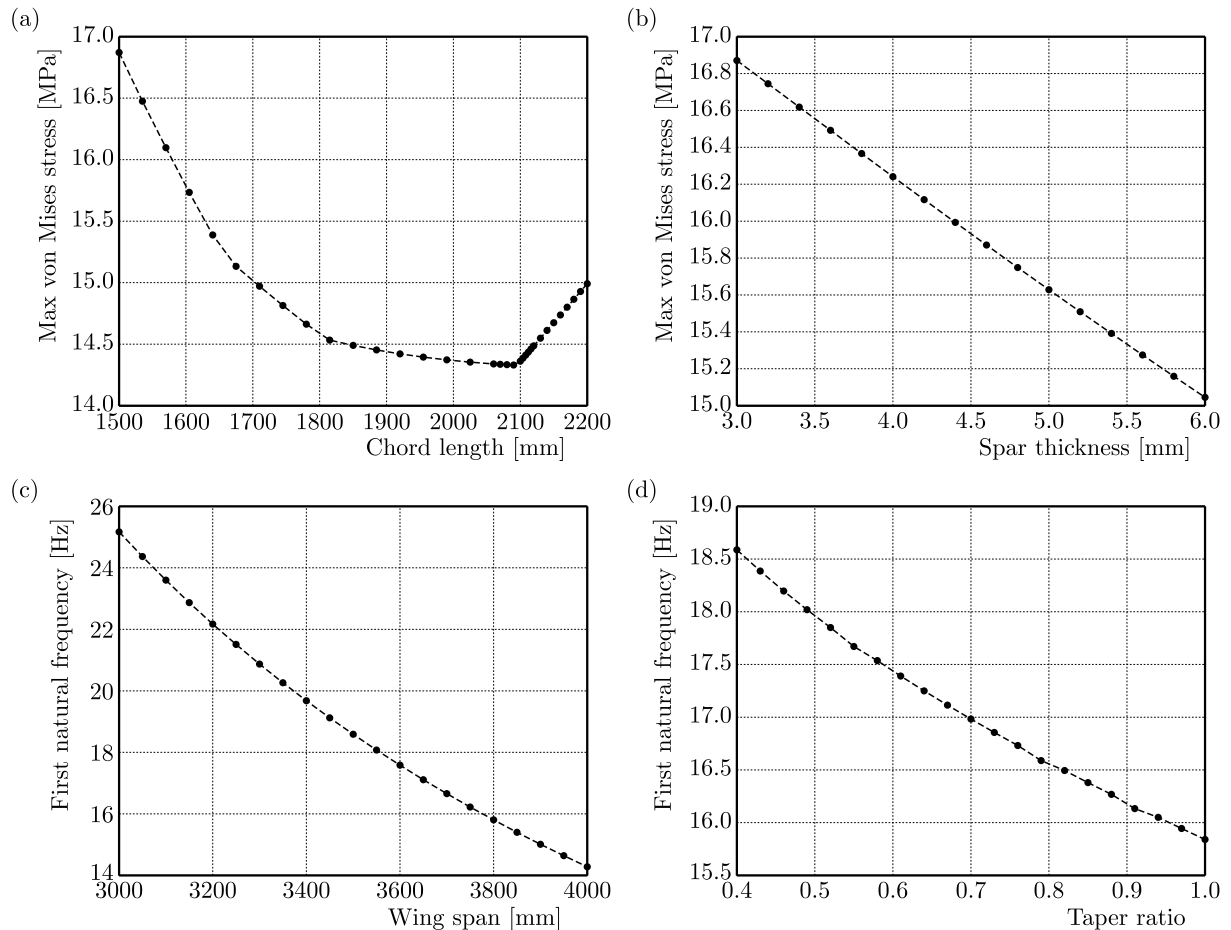 (a)
Max von Mises stress [MPa]
17.0
16.5
16.0
15.5
15.0
14.5
14.0
1500 1600 1700 1800 1900 2000 2100 2200
Chord length [mm]
(b)
Max von Mises stress [MPa]
17.0
16.8
16.6
16.4
16.2
16.0
15.8
15.6
15.4
15.2
15.0
3.0 3.5 4.0 4.5 5.0 5.5 6.0
Spar thickness [mm]
(c)
First natural frequency [Hz]
26
24
22
20
18
16
14
3000 3200 3400 3600 3800 4000
Wing span [mm]
(d)
First natural frequency [Hz]
19.0
18.5
18.0
17.5
17.0
16.5
16.0
15.5
0.4 0.5 0.6 0.7 0.8 0.9 1.0
Taper ratio